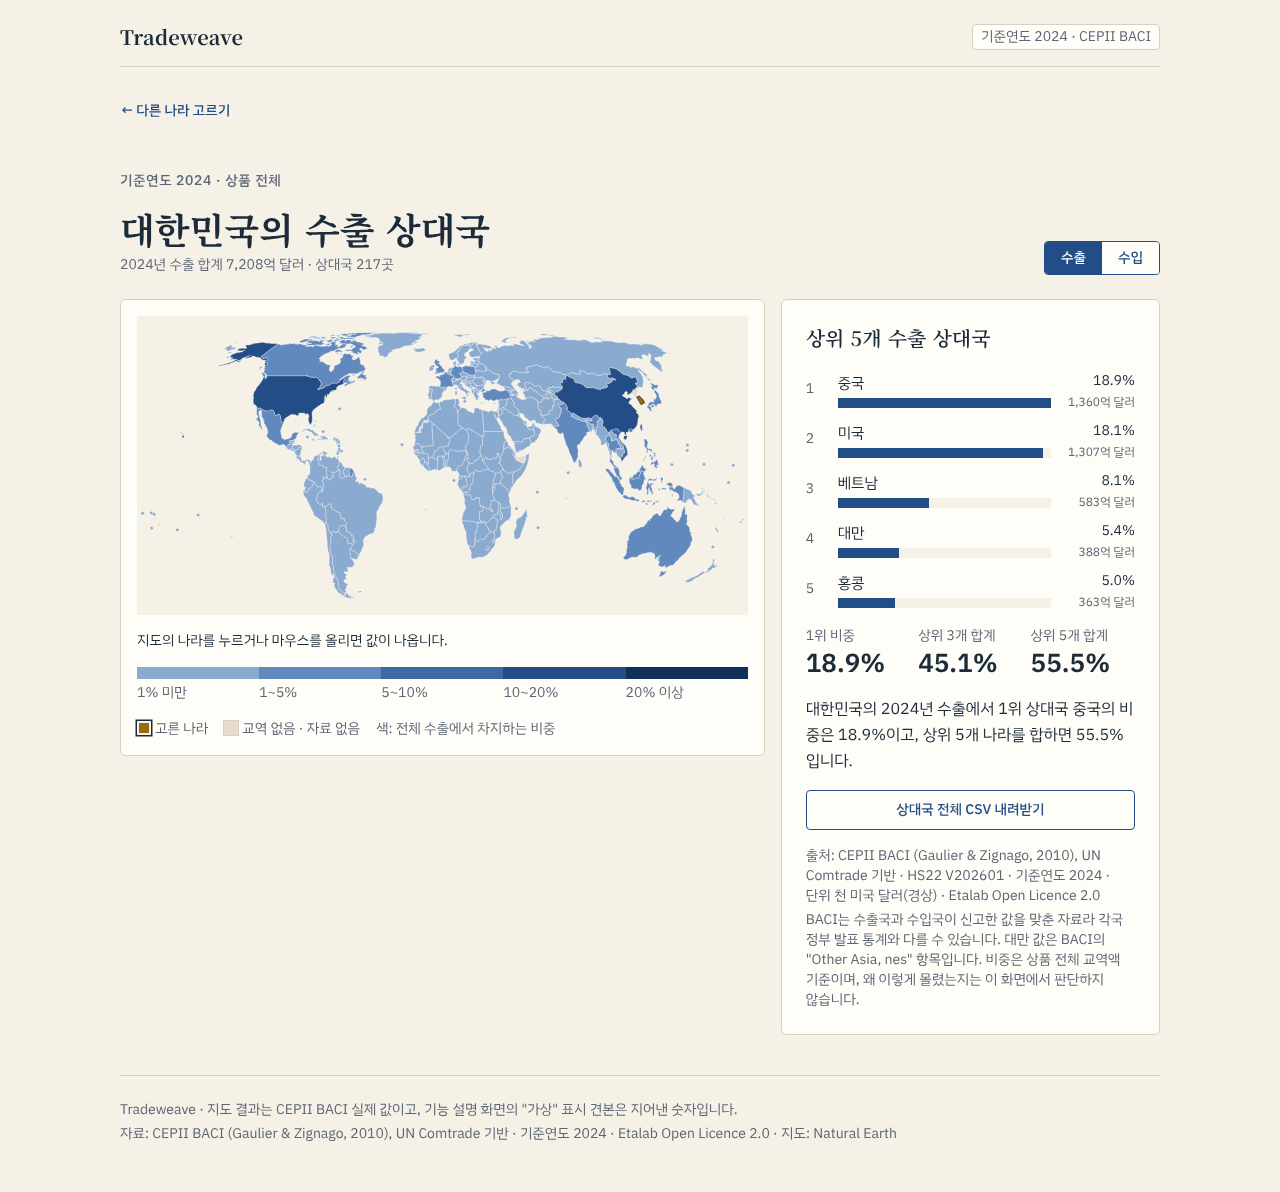 Tradeweave
기준연도 2024 · CEPII BACI
← 다른 나라 고르기
기준연도 2024 · 상품 전체
대한민국의 수출 상대국
2024년 수출 합계 7,208억 달러 · 상대국 217곳
수출 수입
지도의 나라를 누르거나 마우스를 올리면 값이 나옵니다.
1% 미만 1~5% 5~10% 10~20% 20% 이상
고른 나라 교역 없음 · 자료 없음 색: 전체 수출에서 차지하는 비중
상위 5개 수출 상대국
1 중국 18.9%
1,360억 달러
2 미국 18.1%
1,307억 달러
3 베트남 8.1%
583억 달러
4 대만 5.4%
388억 달러
5 홍콩 5.0%
363억 달러
1위 비중 상위 3개 합계 상위 5개 합계
18.9% 45.1% 55.5%
대한민국의 2024년 수출에서 1위 상대국 중국의 비
중은 18.9%이고, 상위 5개 나라를 합하면 55.5%
입니다.
상대국 전체 CSV 내려받기
출처: CEPII BACI (Gaulier & Zignago, 2010), UN
Comtrade 기반 · HS22 V202601 · 기준연도 2024 ·
단위 천 미국 달러(경상) · Etalab Open Licence 2.0
BACI는 수출국과 수입국이 신고한 값을 맞춘 자료라 각국
정부 발표 통계와 다를 수 있습니다. 대만 값은 BACI의
"Other Asia, nes" 항목입니다. 비중은 상품 전체 교역액
기준이며, 왜 이렇게 몰렸는지는 이 화면에서 판단하지
않습니다.
Tradeweave · 지도 결과는 CEPII BACI 실제 값이고, 기능 설명 화면의 "가상" 표시 견본은 지어낸 숫자입니다.
자료: CEPII BACI (Gaulier & Zignago, 2010), UN Comtrade 기반 · 기준연도 2024 · Etalab Open Licence 2.0 · 지도: Natural Earth